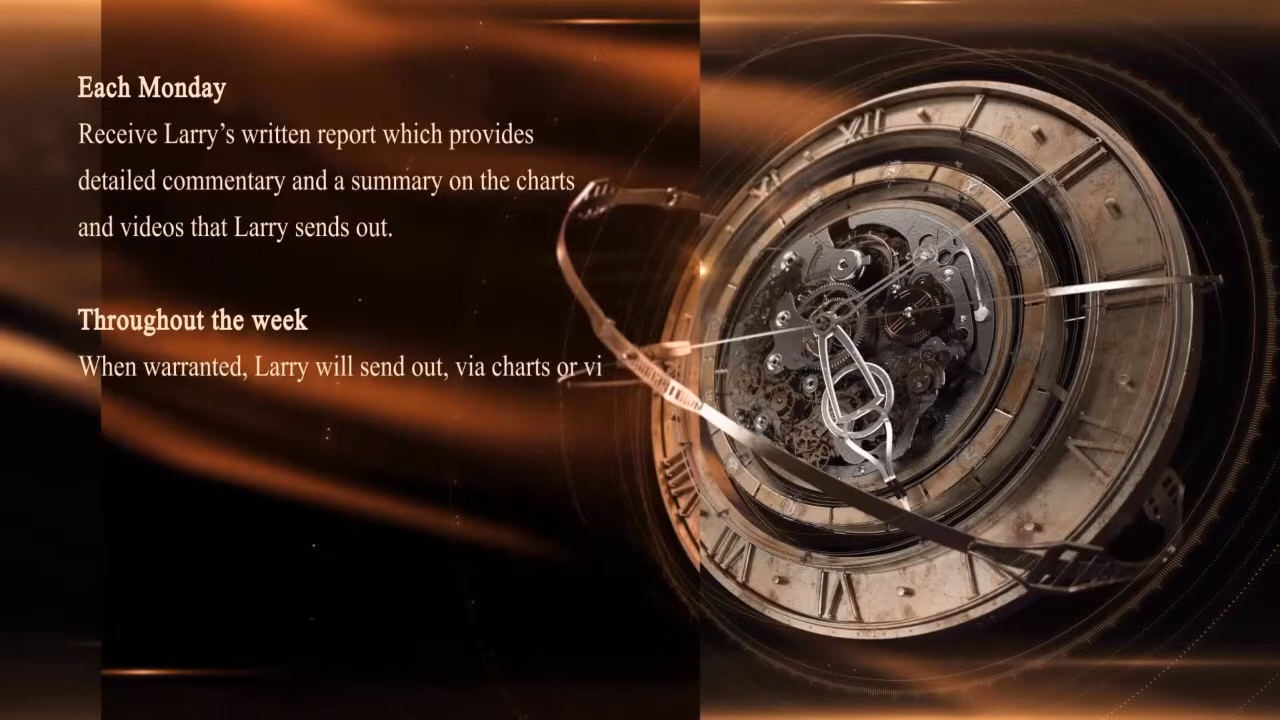 Each Monday
Receive Larry’s written report which provides
detailed commentary and a summary on the charts
and videos that Larry sends out.
Throughout the week
When warranted, Larry will send out, via charts or vi